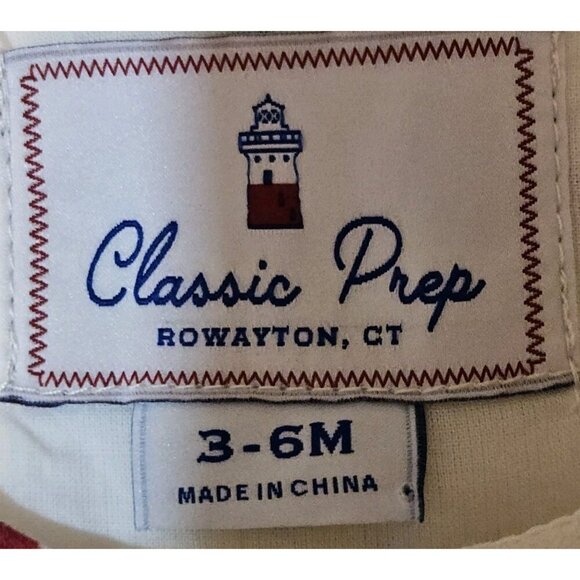 Classic Prep
ROWAYTON, CT
3-6M
MADE IN CHINA